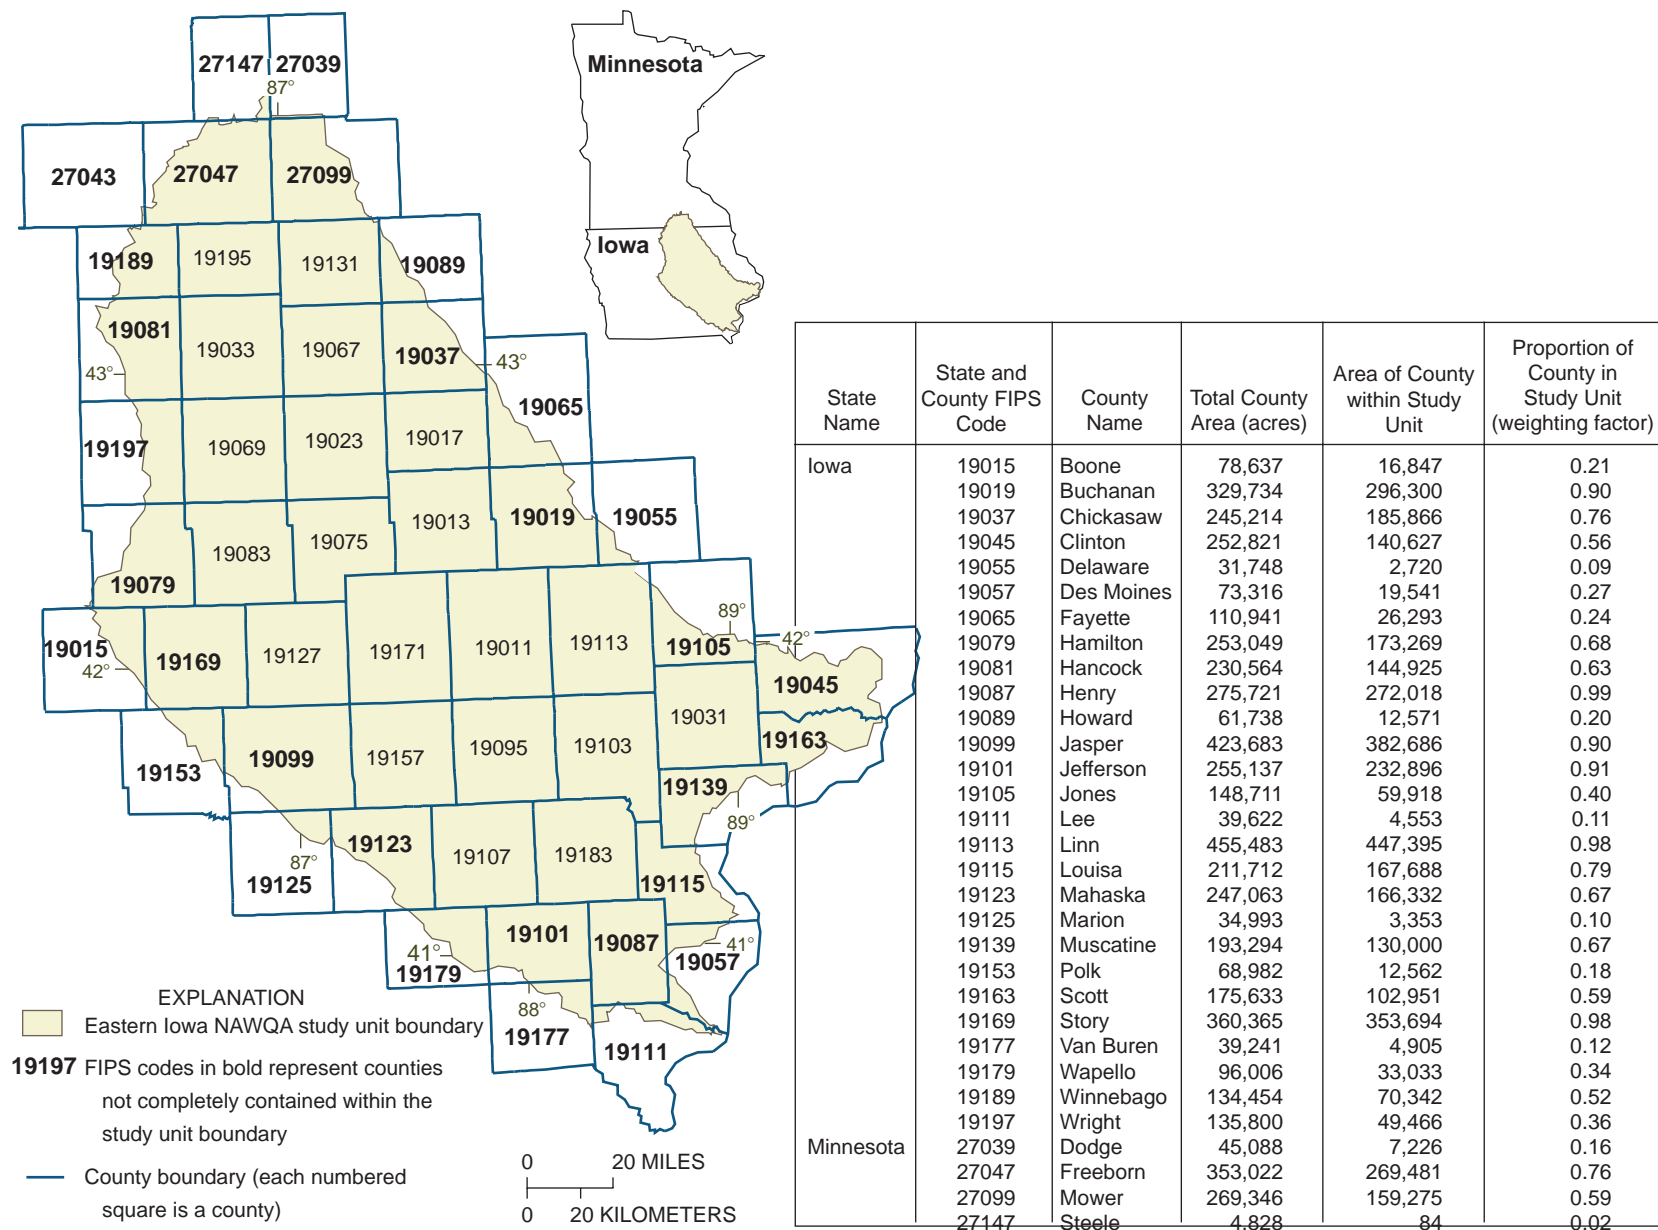 27147 27039
87°
Minnesota
27043 27047 27099
19189 19195 19131 19089
Iowa
19081 19033 19067 19037
43° 43°
19065
19197 19069 19023 19017
19079 19083 19075 19013 19019 19055
89°
42°
19015 19169 19127 19171 19011 19113 19105
42°
19045
19031
19163
19153 19099 19157 19095 19103
19139
89°
87°
19125 19123 19107 19183
19115
19101 19087
41° 41°
19179 19057
88°
19177 19111
EXPLANATION
Eastern Iowa NAWQA study unit boundary
19197 FIPS codes in bold represent counties
not completely contained within the
study unit boundary
County boundary (each numbered
square is a county)
0 20 MILES
0 20 KILOMETERS
State Name
State and County FIPS Code
County Name
Total County Area (acres)
Area of County within Study Unit
Proportion of County in Study Unit (weighting factor)
Iowa 19015 Boone 78,637 16,847 0.21
19019 Buchanan 329,734 296,300 0.90
19037 Chickasaw 245,214 185,866 0.76
19045 Clinton 252,821 140,627 0.56
19055 Delaware 31,748 2,720 0.09
19057 Des Moines 73,316 19,541 0.27
19065 Fayette 110,941 26,293 0.24
19079 Hamilton 253,049 173,269 0.68
19081 Hancock 230,564 144,925 0.63
19087 Henry 275,721 272,018 0.99
19089 Howard 61,738 12,571 0.20
19099 Jasper 423,683 382,686 0.90
19101 Jefferson 255,137 232,896 0.91
19105 Jones 148,711 59,918 0.40
19111 Lee 39,622 4,553 0.11
19113 Linn 455,483 447,395 0.98
19115 Louisa 211,712 167,688 0.79
19123 Mahaska 247,063 166,332 0.67
19125 Marion 34,993 3,353 0.10
19139 Muscatine 193,294 130,000 0.67
19153 Polk 68,982 12,562 0.18
19163 Scott 175,633 102,951 0.59
19169 Story 360,365 353,694 0.98
19177 Van Buren 39,241 4,905 0.12
19179 Wapello 96,006 33,033 0.34
19189 Winnebago 134,454 70,342 0.52
19197 Wright 135,800 49,466 0.36
Minnesota 27039 Dodge 45,088 7,226 0.16
27047 Freeborn 353,022 269,481 0.76
27099 Mower 269,346 159,275 0.59
27147 Steele 4,828 84 0.02